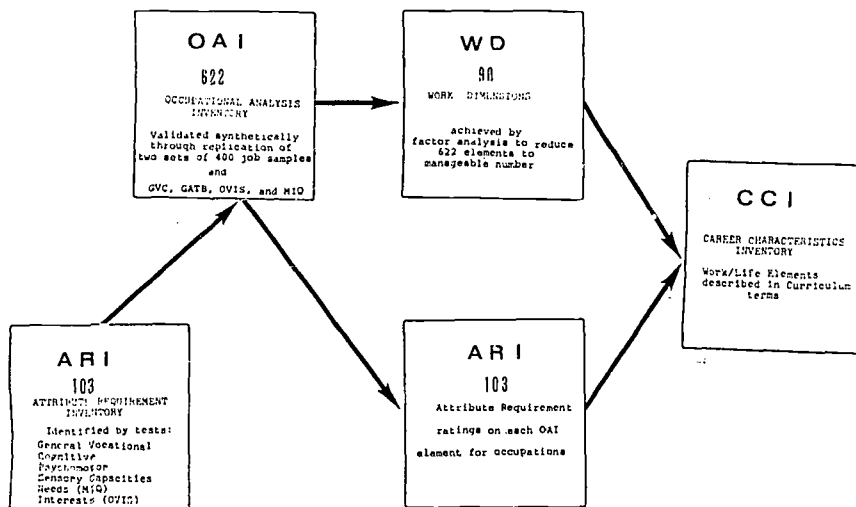 OAI
622
OCCUPATIONAL ANALYSIS
INVENTORY
Validated synthetically
through replication of
two sets of 400 job samples
and
GVC, GATB, OVIS, and MIQ
WD
90
WORK DIMENSIONS
achieved by
factor analysis to reduce
622 elements to
manageable number
CCI
CAREER CHARACTERISTICS
INVENTORY
Work/Life Elements
described in Curriculum
terms
ARI
103
ATTRIBUTE REQUIREMENT
INVENTORY
Identified by tests:
General Vocational
Cognitive
Psychomotor
Sensory Capacities
Needs (MIQ)
Interests (OVIS)
ARI
103
Attribute Requirement
ratings on each OAI
element for occupations